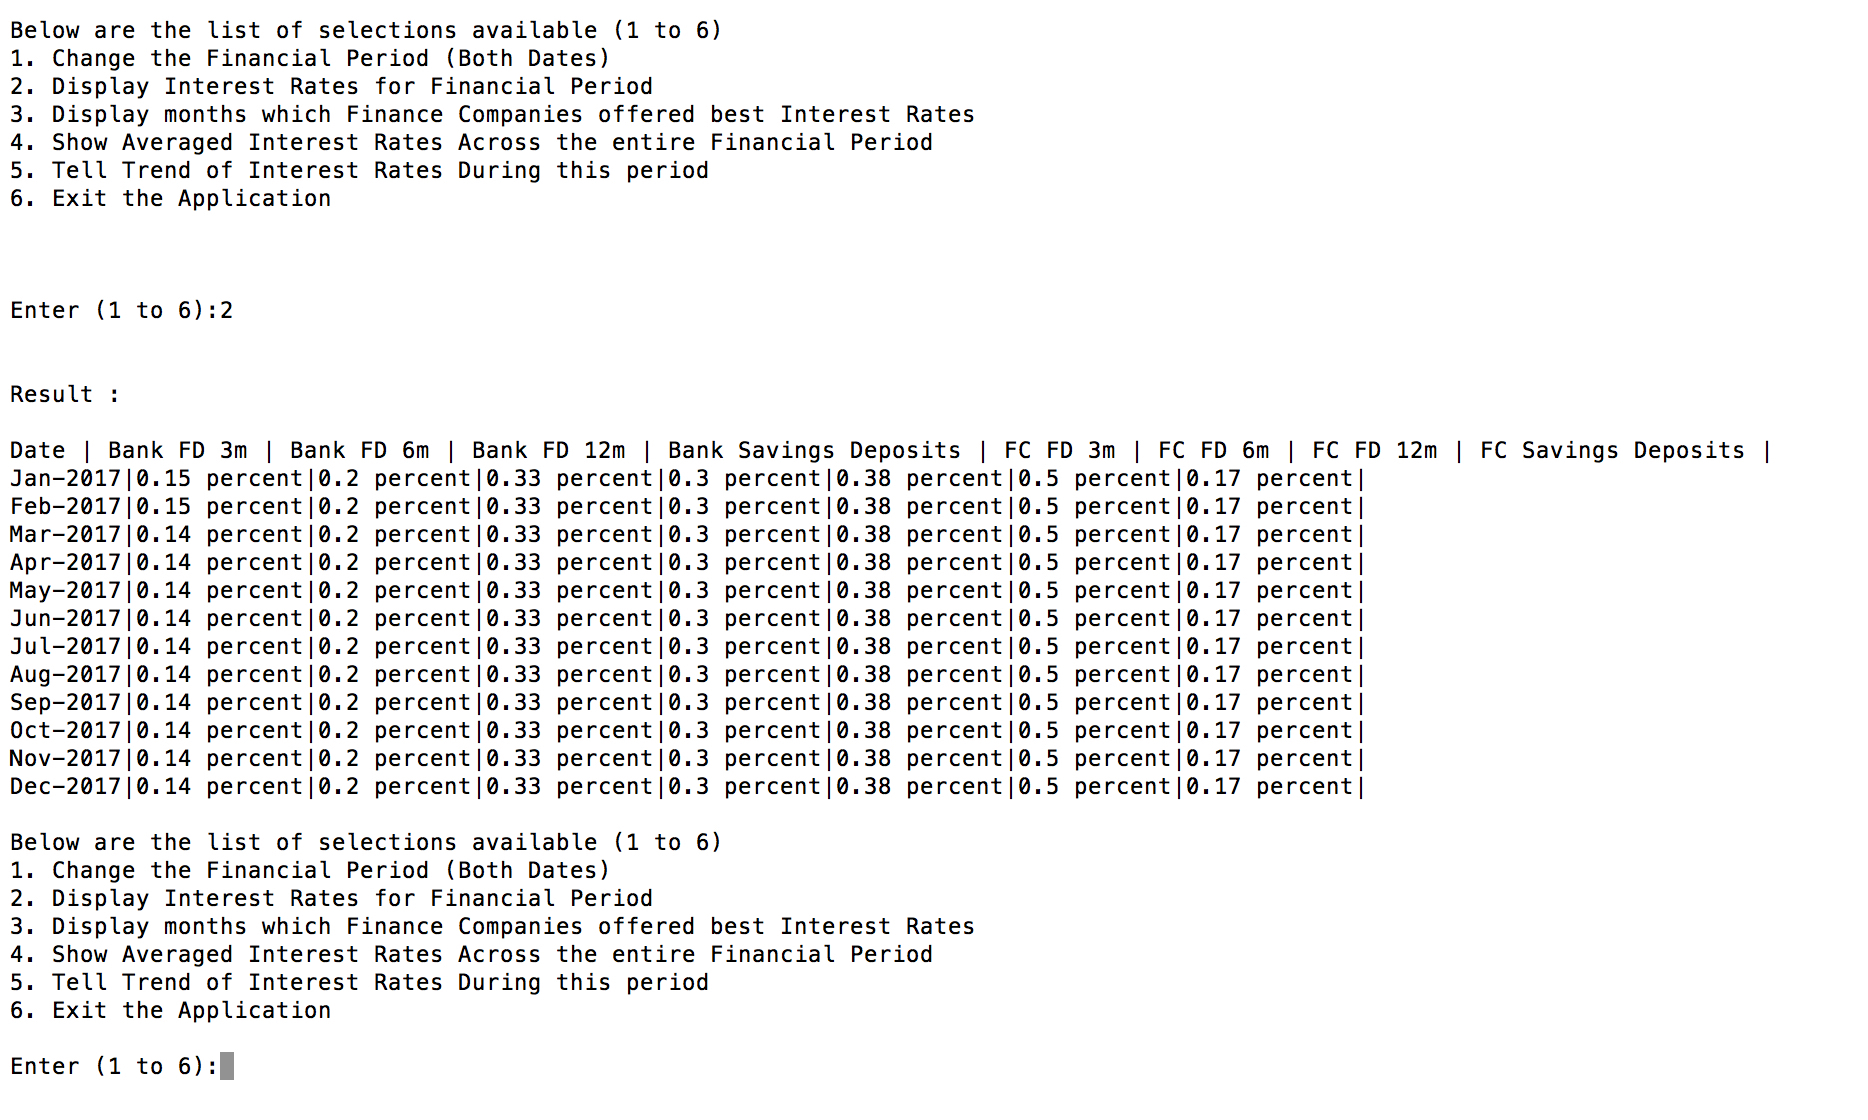 Below are the list of selections available (1 to 6)
1. Change the Financial Period (Both Dates)
2. Display Interest Rates for Financial Period
3. Display months which Finance Companies offered best Interest Rates
4. Show Averaged Interest Rates Across the entire Financial Period
5. Tell Trend of Interest Rates During this period
6. Exit the Application
Enter (1 to 6):2
Result :
Date | Bank FD 3m | Bank FD 6m | Bank FD 12m | Bank Savings Deposits | FC FD 3m | FC FD 6m | FC FD 12m | FC Savings Deposits |
Jan-2017|0.15 percent|0.2 percent|0.33 percent|0.3 percent|0.38 percent|0.5 percent|0.17 percent|
Feb-2017|0.15 percent|0.2 percent|0.33 percent|0.3 percent|0.38 percent|0.5 percent|0.17 percent|
Mar-2017|0.14 percent|0.2 percent|0.33 percent|0.3 percent|0.38 percent|0.5 percent|0.17 percent|
Apr-2017|0.14 percent|0.2 percent|0.33 percent|0.3 percent|0.38 percent|0.5 percent|0.17 percent|
May-2017|0.14 percent|0.2 percent|0.33 percent|0.3 percent|0.38 percent|0.5 percent|0.17 percent|
Jun-2017|0.14 percent|0.2 percent|0.33 percent|0.3 percent|0.38 percent|0.5 percent|0.17 percent|
Jul-2017|0.14 percent|0.2 percent|0.33 percent|0.3 percent|0.38 percent|0.5 percent|0.17 percent|
Aug-2017|0.14 percent|0.2 percent|0.33 percent|0.3 percent|0.38 percent|0.5 percent|0.17 percent|
Sep-2017|0.14 percent|0.2 percent|0.33 percent|0.3 percent|0.38 percent|0.5 percent|0.17 percent|
Oct-2017|0.14 percent|0.2 percent|0.33 percent|0.3 percent|0.38 percent|0.5 percent|0.17 percent|
Nov-2017|0.14 percent|0.2 percent|0.33 percent|0.3 percent|0.38 percent|0.5 percent|0.17 percent|
Dec-2017|0.14 percent|0.2 percent|0.33 percent|0.3 percent|0.38 percent|0.5 percent|0.17 percent|
Below are the list of selections available (1 to 6)
1. Change the Financial Period (Both Dates)
2. Display Interest Rates for Financial Period
3. Display months which Finance Companies offered best Interest Rates
4. Show Averaged Interest Rates Across the entire Financial Period
5. Tell Trend of Interest Rates During this period
6. Exit the Application
Enter (1 to 6):